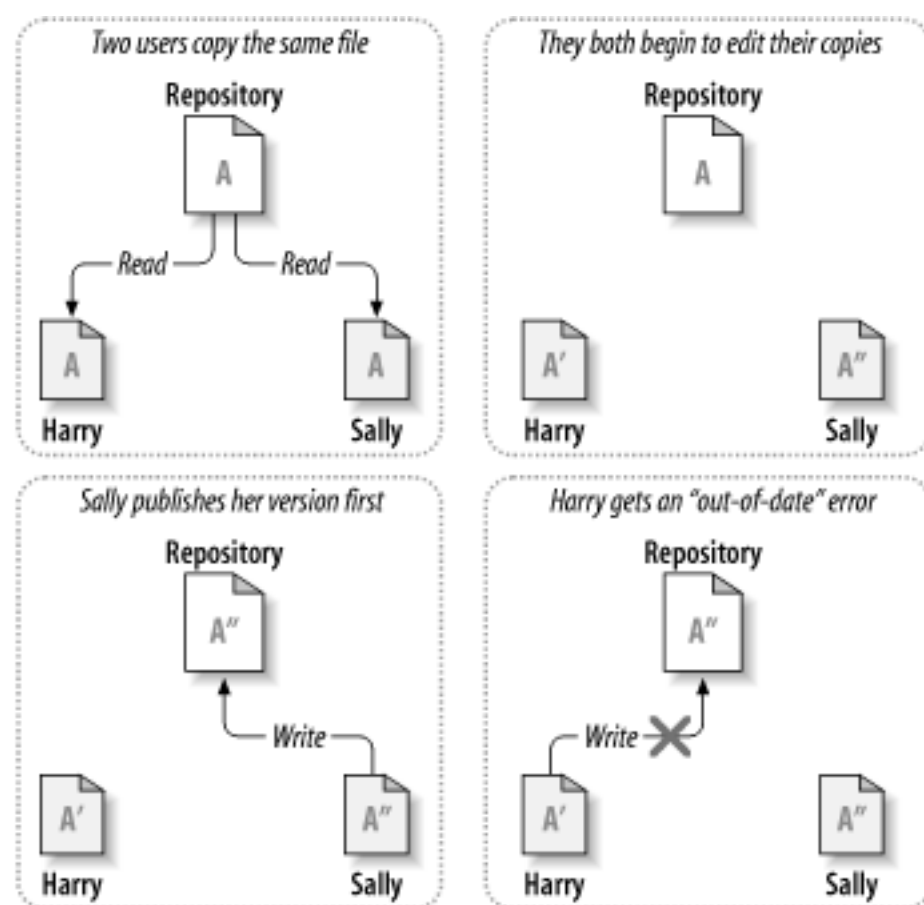 Two users copy the same file
Repository
A
Read Read
A A
Harry Sally
They both begin to edit their copies
Repository
A
A′ A″
Harry Sally
Sally publishes her version first
Repository
A″
Write
A′ A″
Harry Sally
Harry gets an “out-of-date” error
Repository
A″
Write
A′ A″
Harry Sally